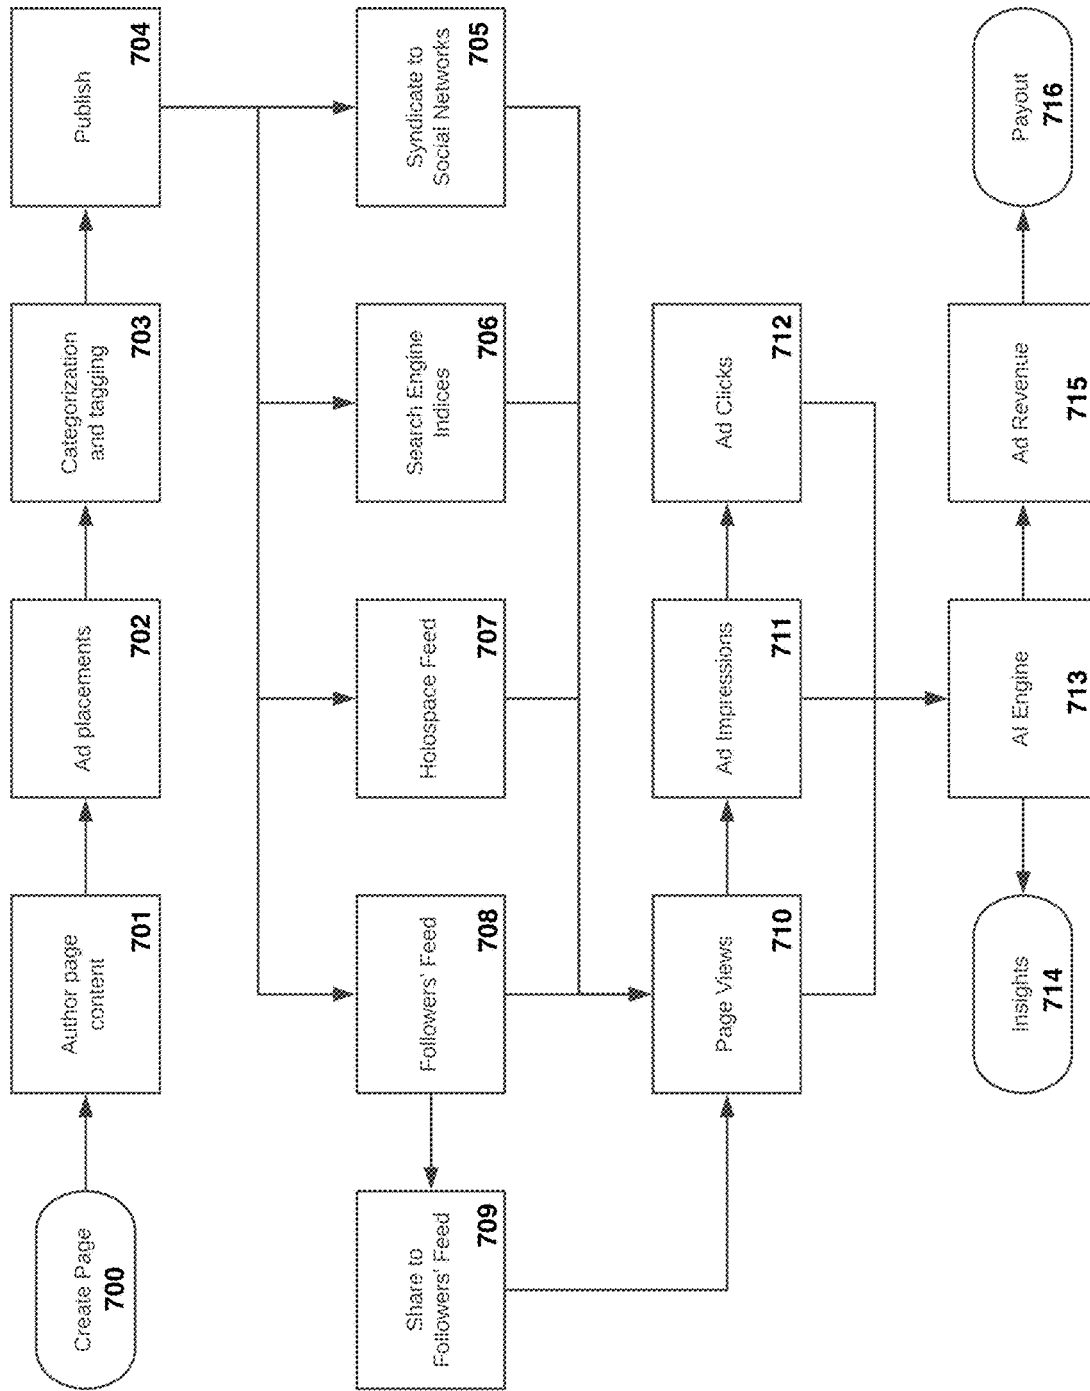 Create Page
700
Author page
content
701
Ad placements
702
Categorization
and tagging
703
Publish
704
Share to
Followers' Feed
709
Followers' Feed
708
Holospace Feed
707
Search Engine
Indices
706
Syndicate to
Social Networks
705
Page Views
710
Ad Impressions
711
Ad Clicks
712
Insights
714
AI Engine
713
Ad Revenue
715
Payout
716